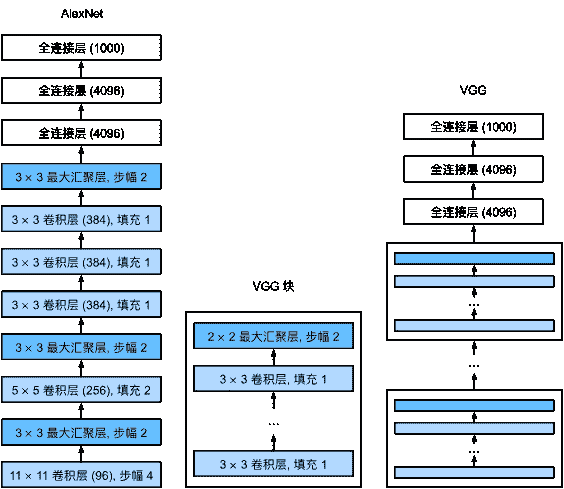 AlexNet
全连接层 (1000)
全连接层 (4096)
全连接层 (4096)
3 × 3 最大汇聚层, 步幅 2
3 × 3 卷积层 (384), 填充 1
3 × 3 卷积层 (384), 填充 1
3 × 3 卷积层 (384), 填充 1
3 × 3 最大汇聚层, 步幅 2
5 × 5 卷积层 (256), 填充 2
3 × 3 最大汇聚层, 步幅 2
11 × 11 卷积层 (96), 步幅 4
VGG 块
2 × 2 最大汇聚层, 步幅 2
3 × 3 卷积层, 填充 1
...
3 × 3 卷积层, 填充 1
VGG
全连接层 (1000)
全连接层 (4096)
全连接层 (4096)
...
...
...